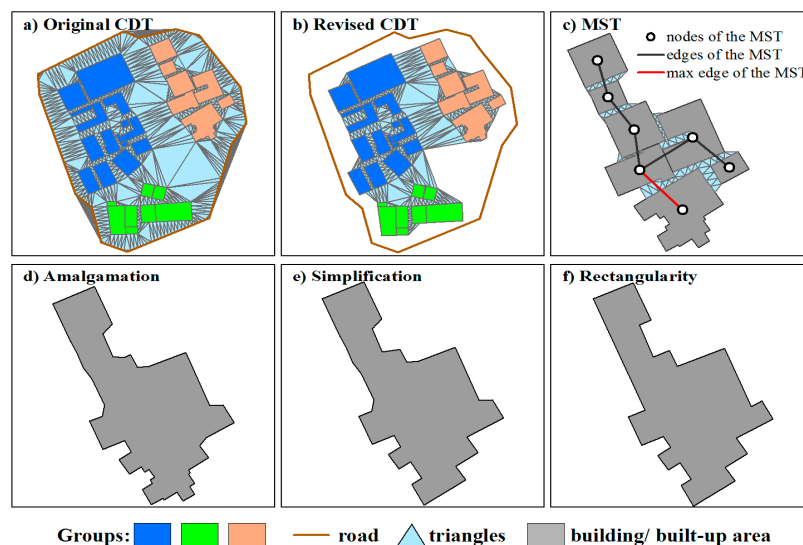 a) Original CDT
b) Revised CDT
c) MST
nodes of the MST
edges of the MST
max edge of the MST
d) Amalgamation
e) Simplification
f) Rectangularity
Groups: road triangles building/ built-up area